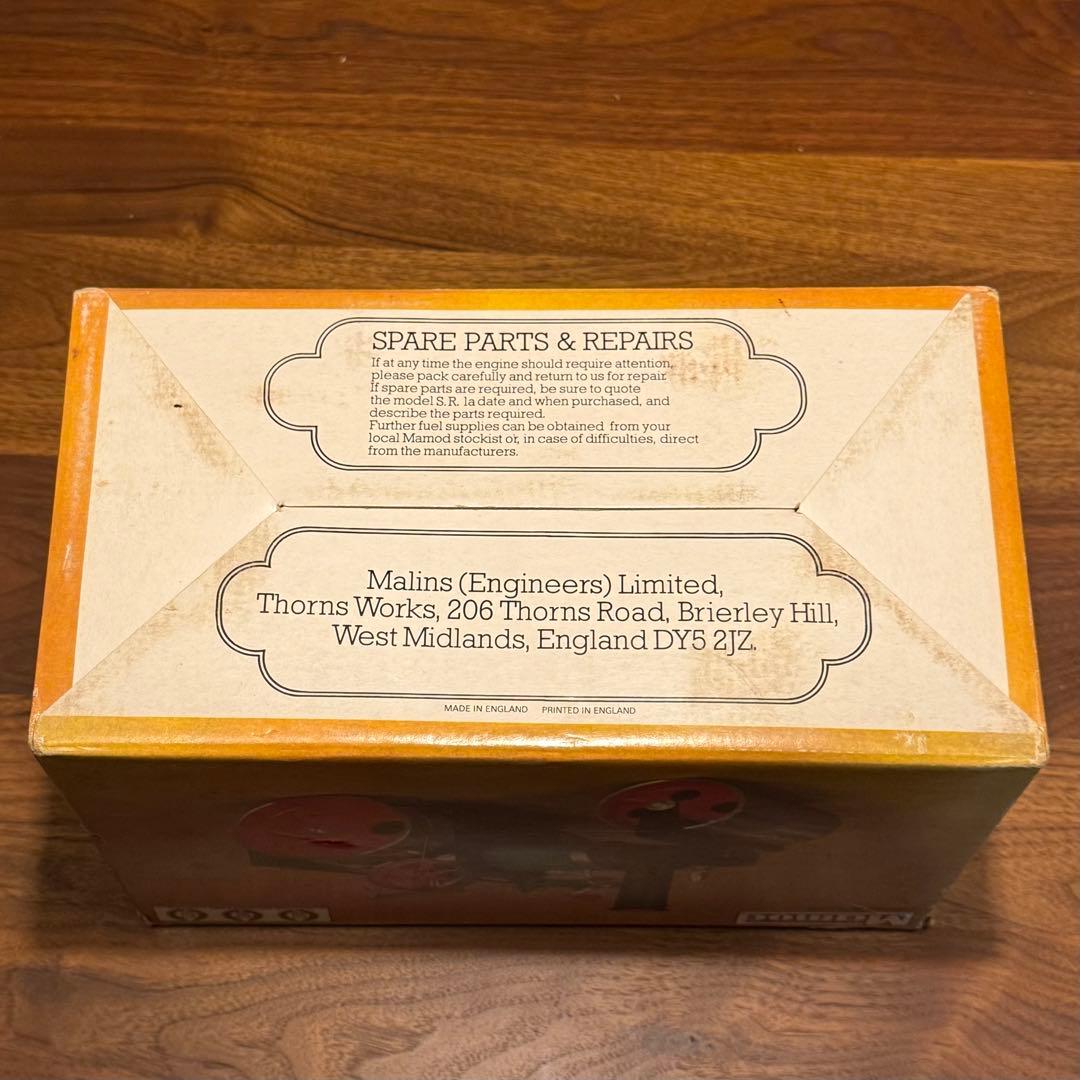 SPARE PARTS & REPAIRS
If at any time the engine should require attention,
please pack carefully and return to us for repair.
If spare parts are required, be sure to quote
the model S.R. 1a date and when purchased, and
describe the parts required.
Further fuel supplies can be obtained from your
local Mamod stockist or, in case of difficulties, direct
from the manufacturers.
Malins (Engineers) Limited,
Thorns Works, 206 Thorns Road, Brierley Hill,
West Midlands, England DY5 2JZ.
MADE IN ENGLAND PRINTED IN ENGLAND
Mamod